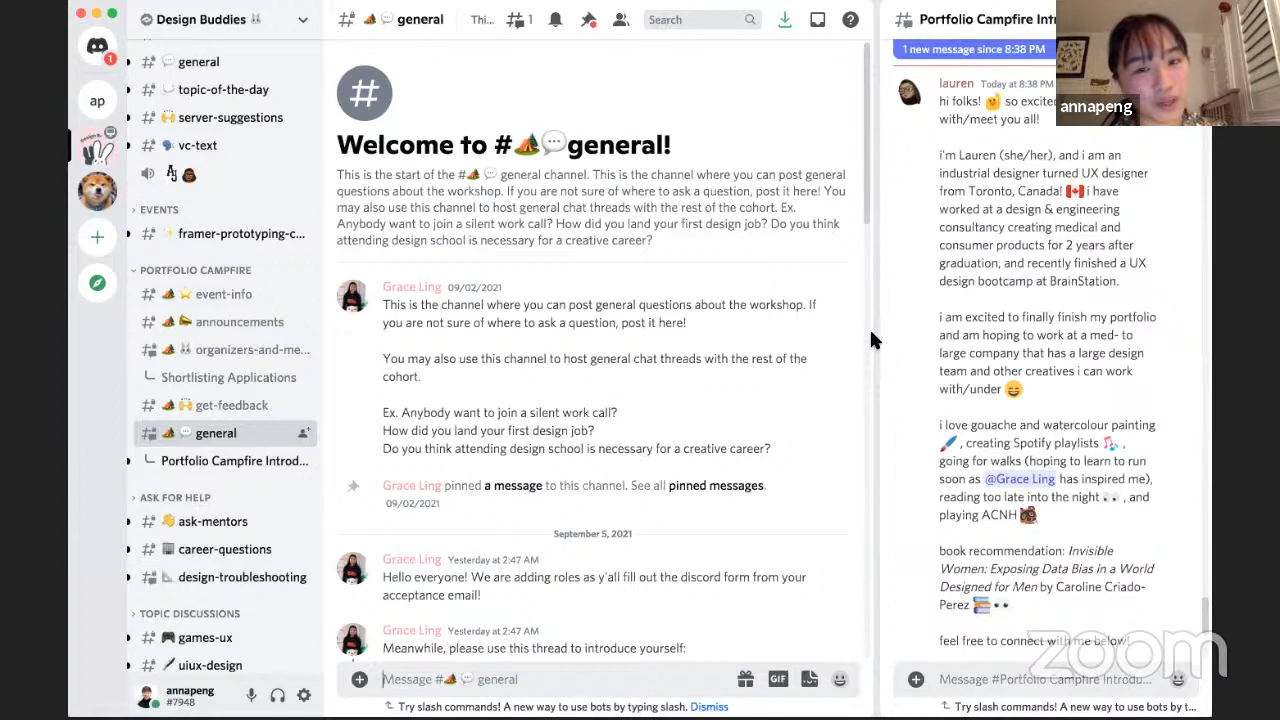 Design Buddies
general
topic-of-the-day
server-suggestions
vc-text
EVENTS
framer-prototyping-c...
PORTFOLIO CAMPFIRE
event-info
announcements
organizers-and-me...
Shortlisting Applications
get-feedback
general
Portfolio Campfire Introd...
ASK FOR HELP
ask-mentors
career-questions
design-troubleshooting
TOPIC DISCUSSIONS
games-ux
uiux-design
annapeng
#7948
ap
1
general
Thi...
1
Search
Welcome to #🏕️💬general!
This is the start of the #🏕️💬 general channel. This is the channel where you can post general
questions about the workshop. If you are not sure of where to ask a question, post it here! You
may also use this channel to host general chat threads with the rest of the cohort. Ex.
Anybody want to join a silent work call? How did you land your first design job? Do you think
attending design school is necessary for a creative career?
Grace Ling 09/02/2021
This is the channel where you can post general questions about the workshop. If
you are not sure of where to ask a question, post it here!
You may also use this channel to host general chat threads with the rest of the
cohort.
Ex. Anybody want to join a silent work call?
How did you land your first design job?
Do you think attending design school is necessary for a creative career?
Grace Ling pinned a message to this channel. See all pinned messages.
09/02/2021
September 5, 2021
Grace Ling Yesterday at 2:47 AM
Hello everyone! We are adding roles as y'all fill out the discord form from your
acceptance email!
Grace Ling Yesterday at 2:47 AM
Meanwhile, please use this thread to introduce yourself:
Message #🏕️💬 general
GIF
Try slash commands! A new way to use bots by typing slash. Dismiss
Portfolio Campfire Intr
1 new message since 8:38 PM
lauren Today at 8:38 PM
hi folks! so excited
with/meet you all!
i'm Lauren (she/her), and i am an
industrial designer turned UX designer
from Toronto, Canada! 🇨🇦 i have
worked at a design & engineering
consultancy creating medical and
consumer products for 2 years after
graduation, and recently finished a UX
design bootcamp at BrainStation.
i am excited to finally finish my portfolio
and am hoping to work at a med- to
large company that has a large design
team and other creatives i can work
with/under 😄
i love gouache and watercolour painting
🖌️, creating Spotify playlists 🎶,
going for walks (hoping to learn to run
soon as @Grace Ling has inspired me),
reading too late into the night 👀, and
playing ACNH
book recommendation: Invisible
Women: Exposing Data Bias in a World
Designed for Men by Caroline Criado-
Perez 📚👀
feel free to connect with me below!
Message #Portfolio Campfire Introdu...
Try slash commands! A new way to use bots by t...
annapeng
zoom